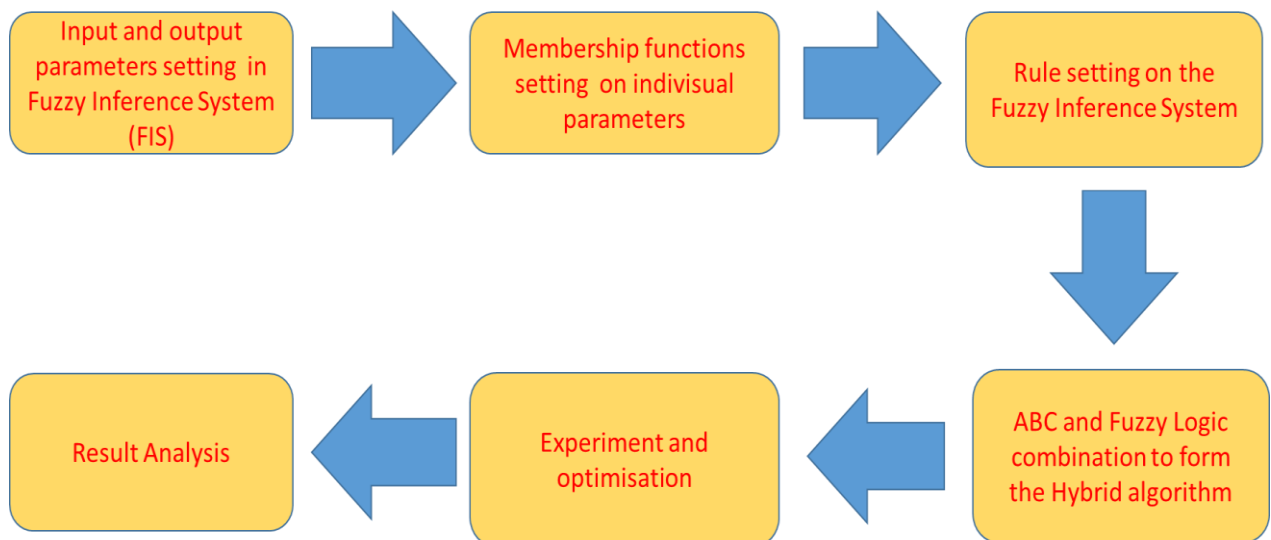 Input and output
parameters setting in
Fuzzy Inference System
(FIS)
Membership functions
setting on indivisual
parameters
Rule setting on the
Fuzzy Inference System
ABC and Fuzzy Logic
combination to form
the Hybrid algorithm
Experiment and
optimisation
Result Analysis